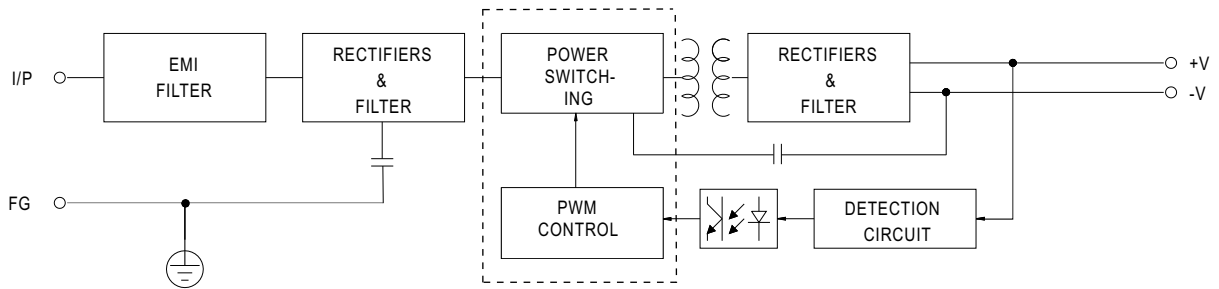 I/P
EMI
FILTER
RECTIFIERS
&
FILTER
POWER
SWITCH-
ING
RECTIFIERS
&
FILTER
+V
-V
FG
PWM
CONTROL
DETECTION
CIRCUIT